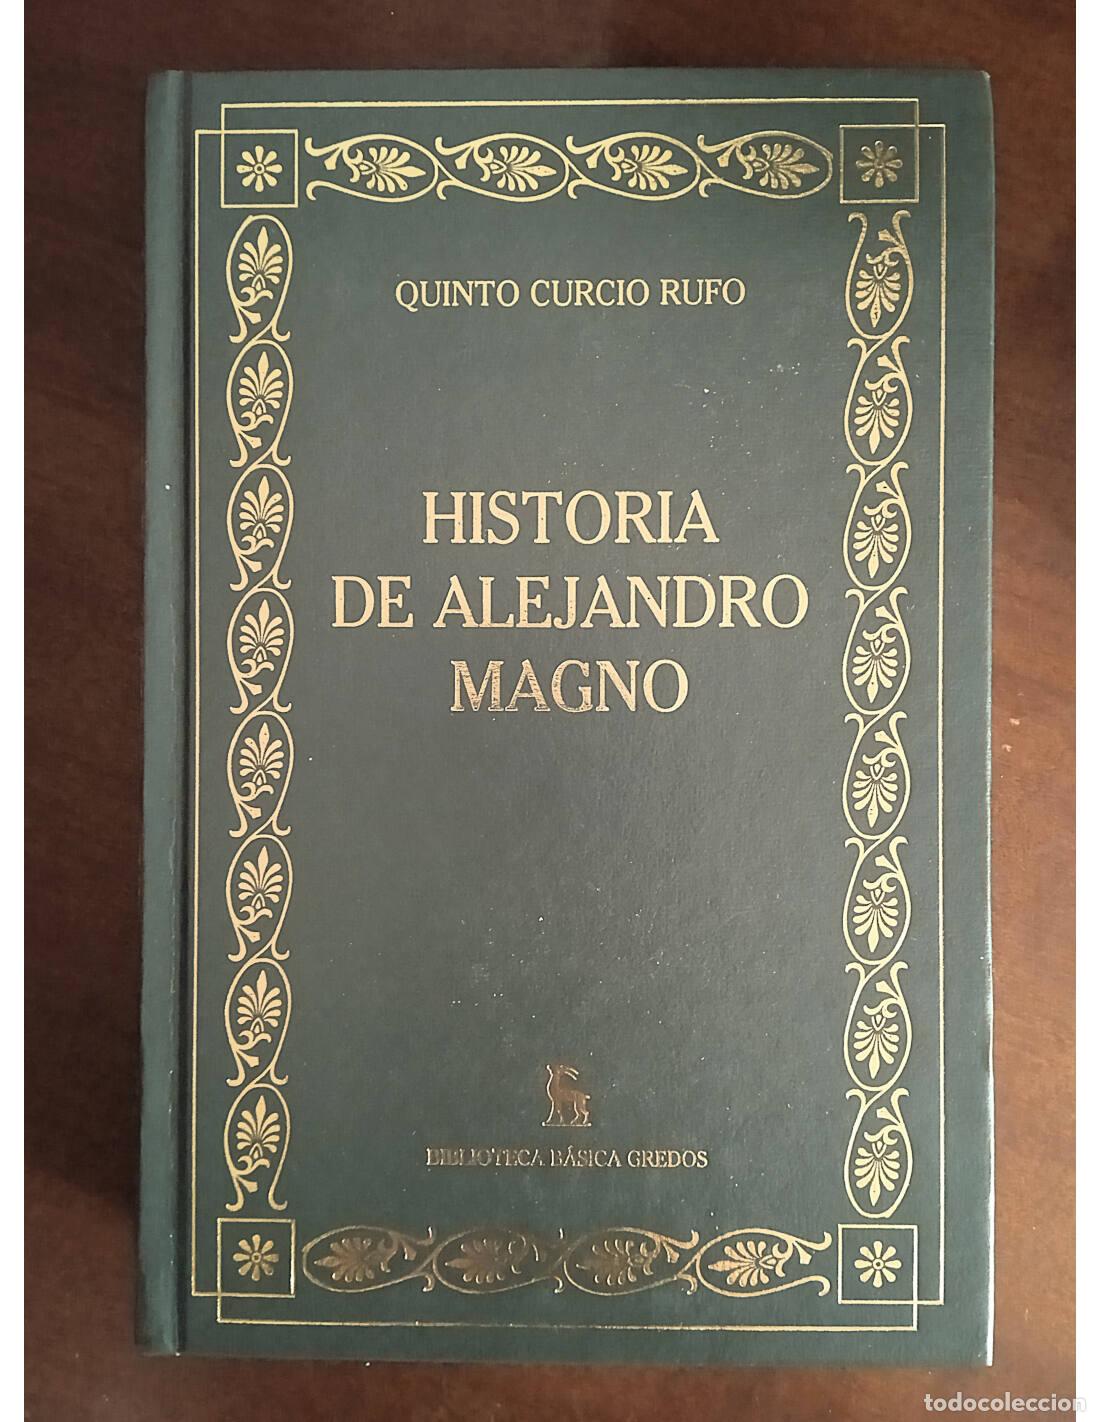 QUINTO CURCIO RUFO
HISTORIA
DE ALEJANDRO
MAGNO
BIBLIOTECA BÁSICA GREDOS
todocoleccion